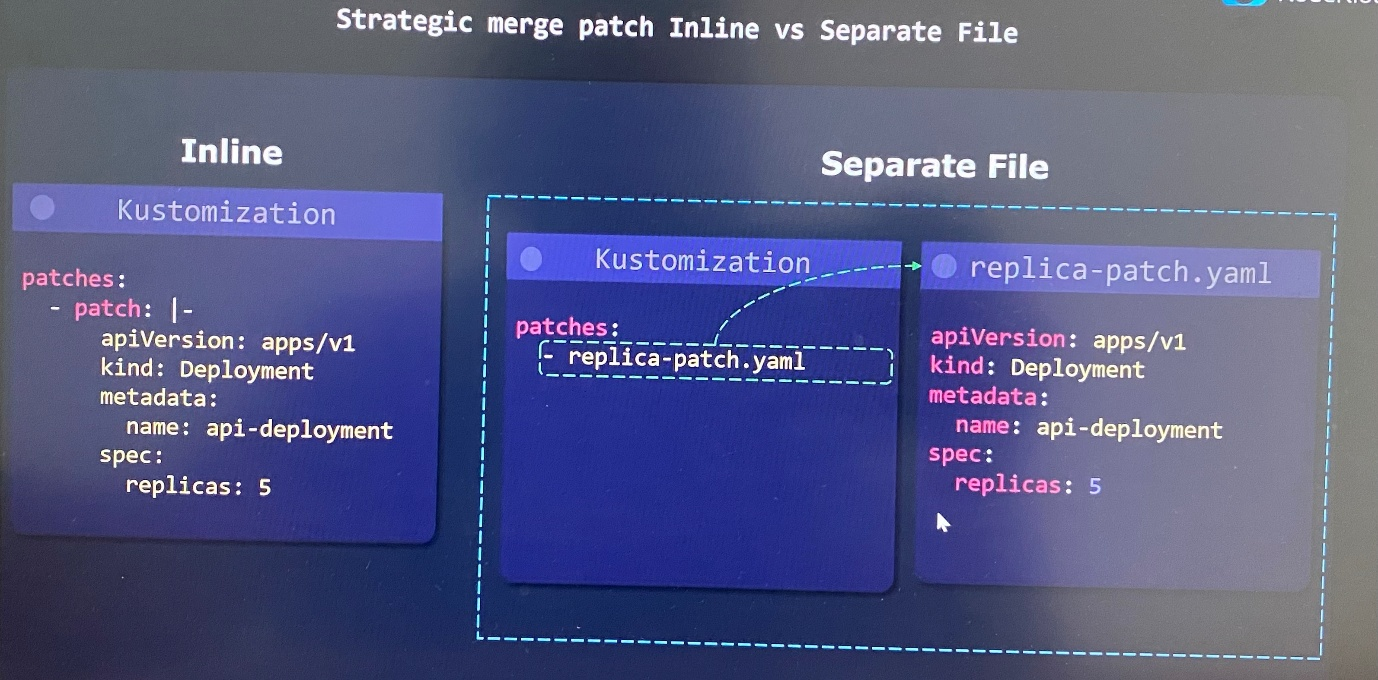 Strategic merge patch Inline vs Separate File
Inline
Kustomization
patches:
- patch: |-
apiVersion: apps/v1
kind: Deployment
metadata:
name: api-deployment
spec:
replicas: 5
Separate File
Kustomization
patches:
- replica-patch.yaml
replica-patch.yaml
apiVersion: apps/v1
kind: Deployment
metadata:
name: api-deployment
spec:
replicas: 5